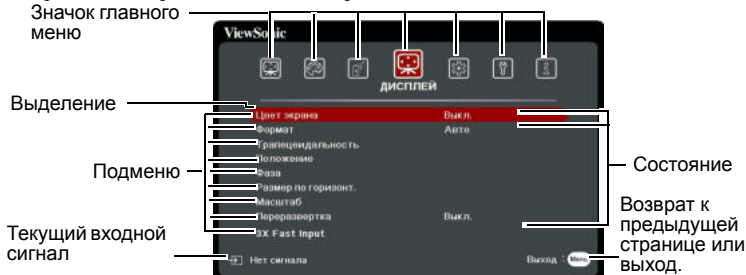 Значок главного
меню
ViewSonic
ДИСПЛЕЙ
Выделение
Цвет экрана Выкл.
Формат Авто
Трапецеидальность
Положение
Фаза
Размер по горизонт.
Масштаб
Переразвертка Выкл.
3X Fast Input
Подменю
Состояние
Текущий входной
сигнал
Нет сигнала
Выход : Menu
Возврат к
предыдущей
странице или
выход.